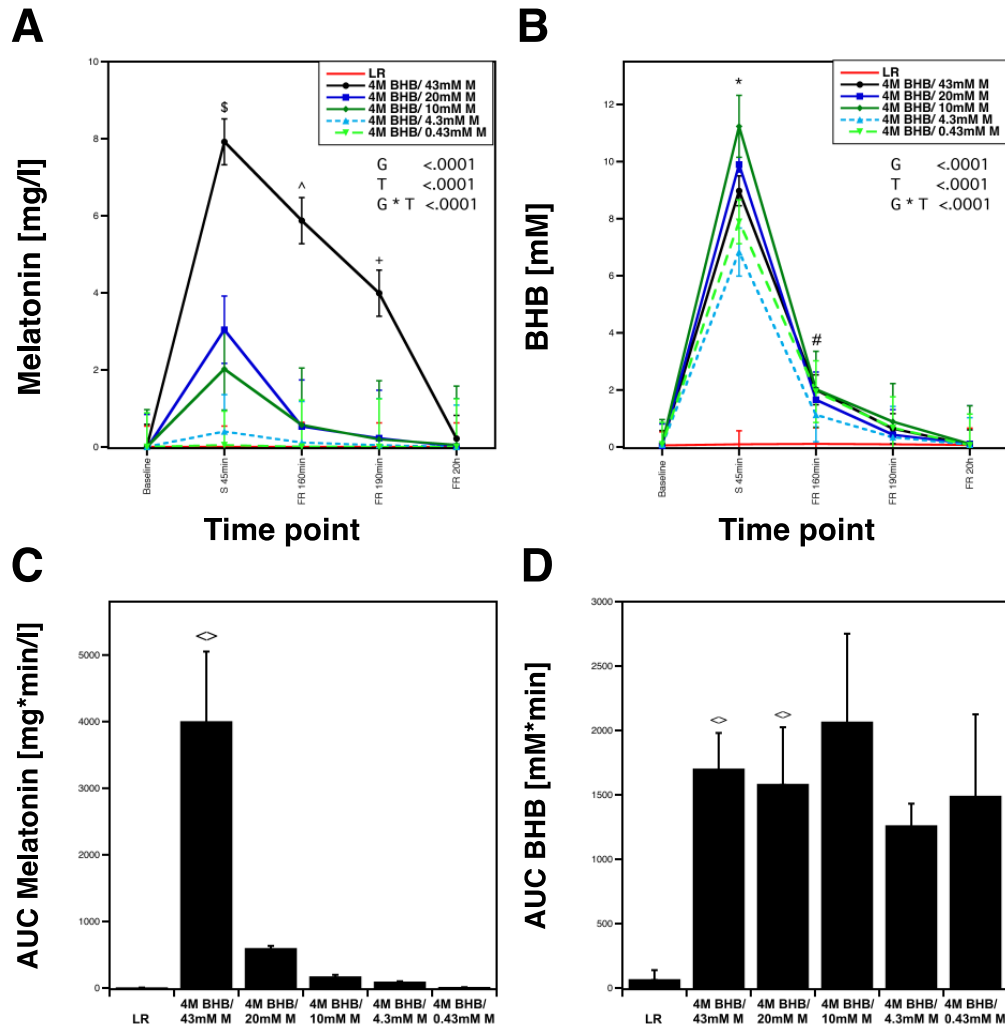 A
Melatonin [mg/l]
10
8
6
4
2
0
$
^
+
LR
4M BHB/ 43mM M
4M BHB/ 20mM M
4M BHB/ 10mM M
4M BHB/ 4.3mM M
4M BHB/ 0.43mM M
G <.0001
T <.0001
G * T <.0001
Baseline
S 45min
FR 160min
FR 190min
FR 20h
Time point
B
BHB [mM]
12
10
8
6
4
2
0
*
#
LR
4M BHB/ 43mM M
4M BHB/ 20mM M
4M BHB/ 10mM M
4M BHB/ 4.3mM M
4M BHB/ 0.43mM M
G <.0001
T <.0001
G * T <.0001
Baseline
S 45min
FR 160min
FR 190min
FR 20h
Time point
C
AUC Melatonin [mg*min/l]
5000
4000
3000
2000
1000
0
<>
LR
4M BHB/
43mM M
4M BHB/
20mM M
4M BHB/
10mM M
4M BHB/
4.3mM M
4M BHB/
0.43mM M
D
AUC BHB [mM*min]
3000
2500
2000
1500
1000
500
0
<>
<>
LR
4M BHB/
43mM M
4M BHB/
20mM M
4M BHB/
10mM M
4M BHB/
4.3mM M
4M BHB/
0.43mM M